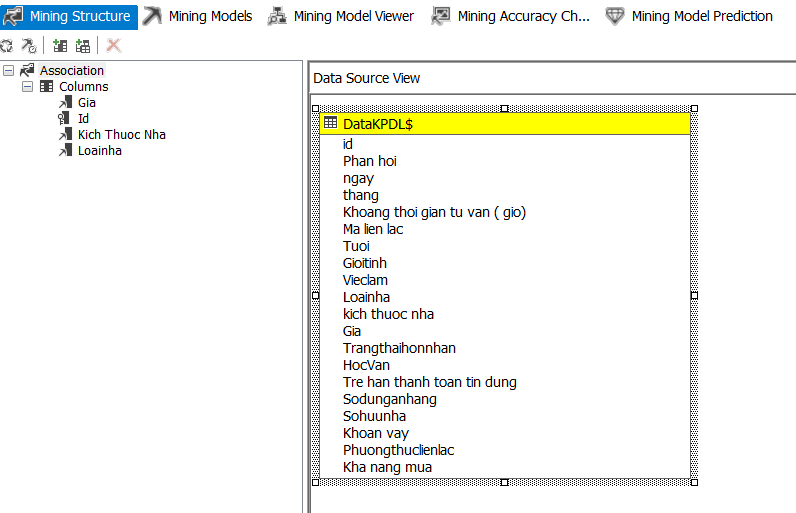 Mining Structure Mining Models Mining Model Viewer Mining Accuracy Ch... Mining Model Prediction
Association
Columns
Gia
Id
Kich Thuoc Nha
Loainha
Data Source View
DataKPDL$
id
Phan hoi
ngay
thang
Khoang thoi gian tu van ( gio)
Ma lien lac
Tuoi
Gioitinh
Vieclam
Loainha
kich thuoc nha
Gia
Trangthaihonnhan
HocVan
Tre han thanh toan tin dung
Sodunganhang
Sohuunha
Khoan vay
Phuongthuclienlac
Kha nang mua